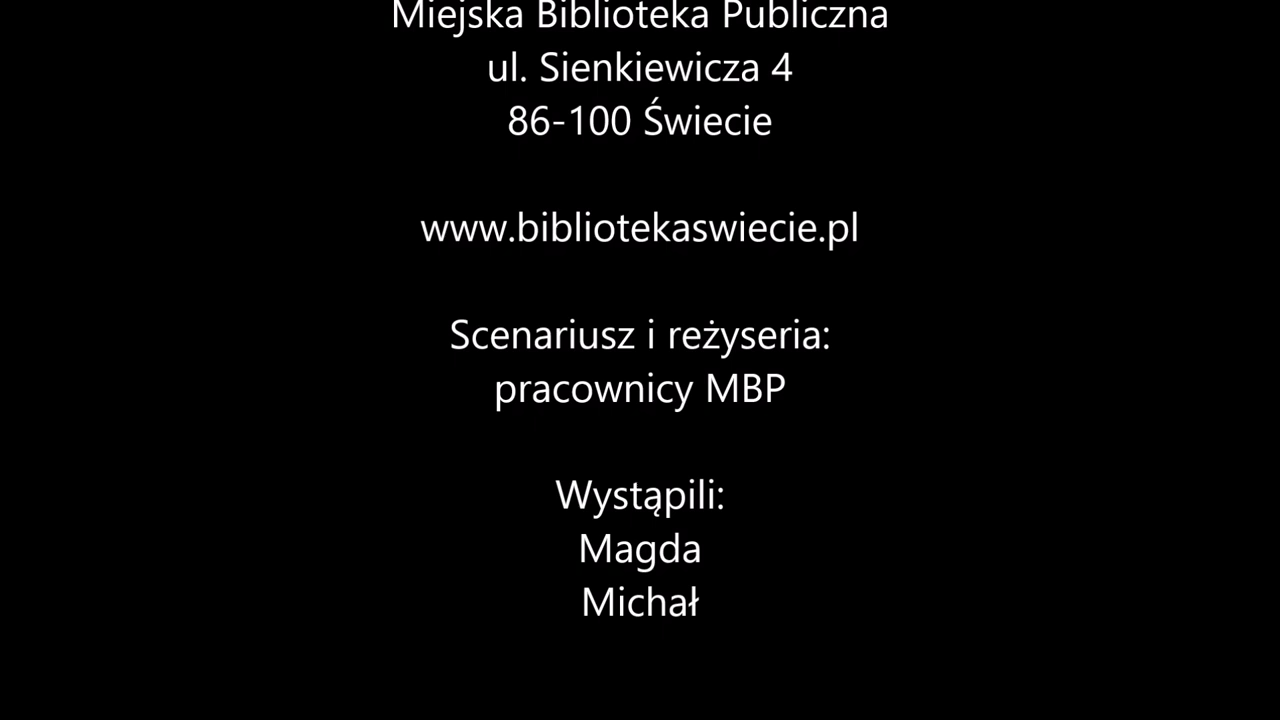 Miejska Biblioteka Publiczna
ul. Sienkiewicza 4
86-100 Świecie
www.bibliotekaswiecie.pl
Scenariusz i reżyseria:
pracownicy MBP
Wystąpili:
Magda
Michał